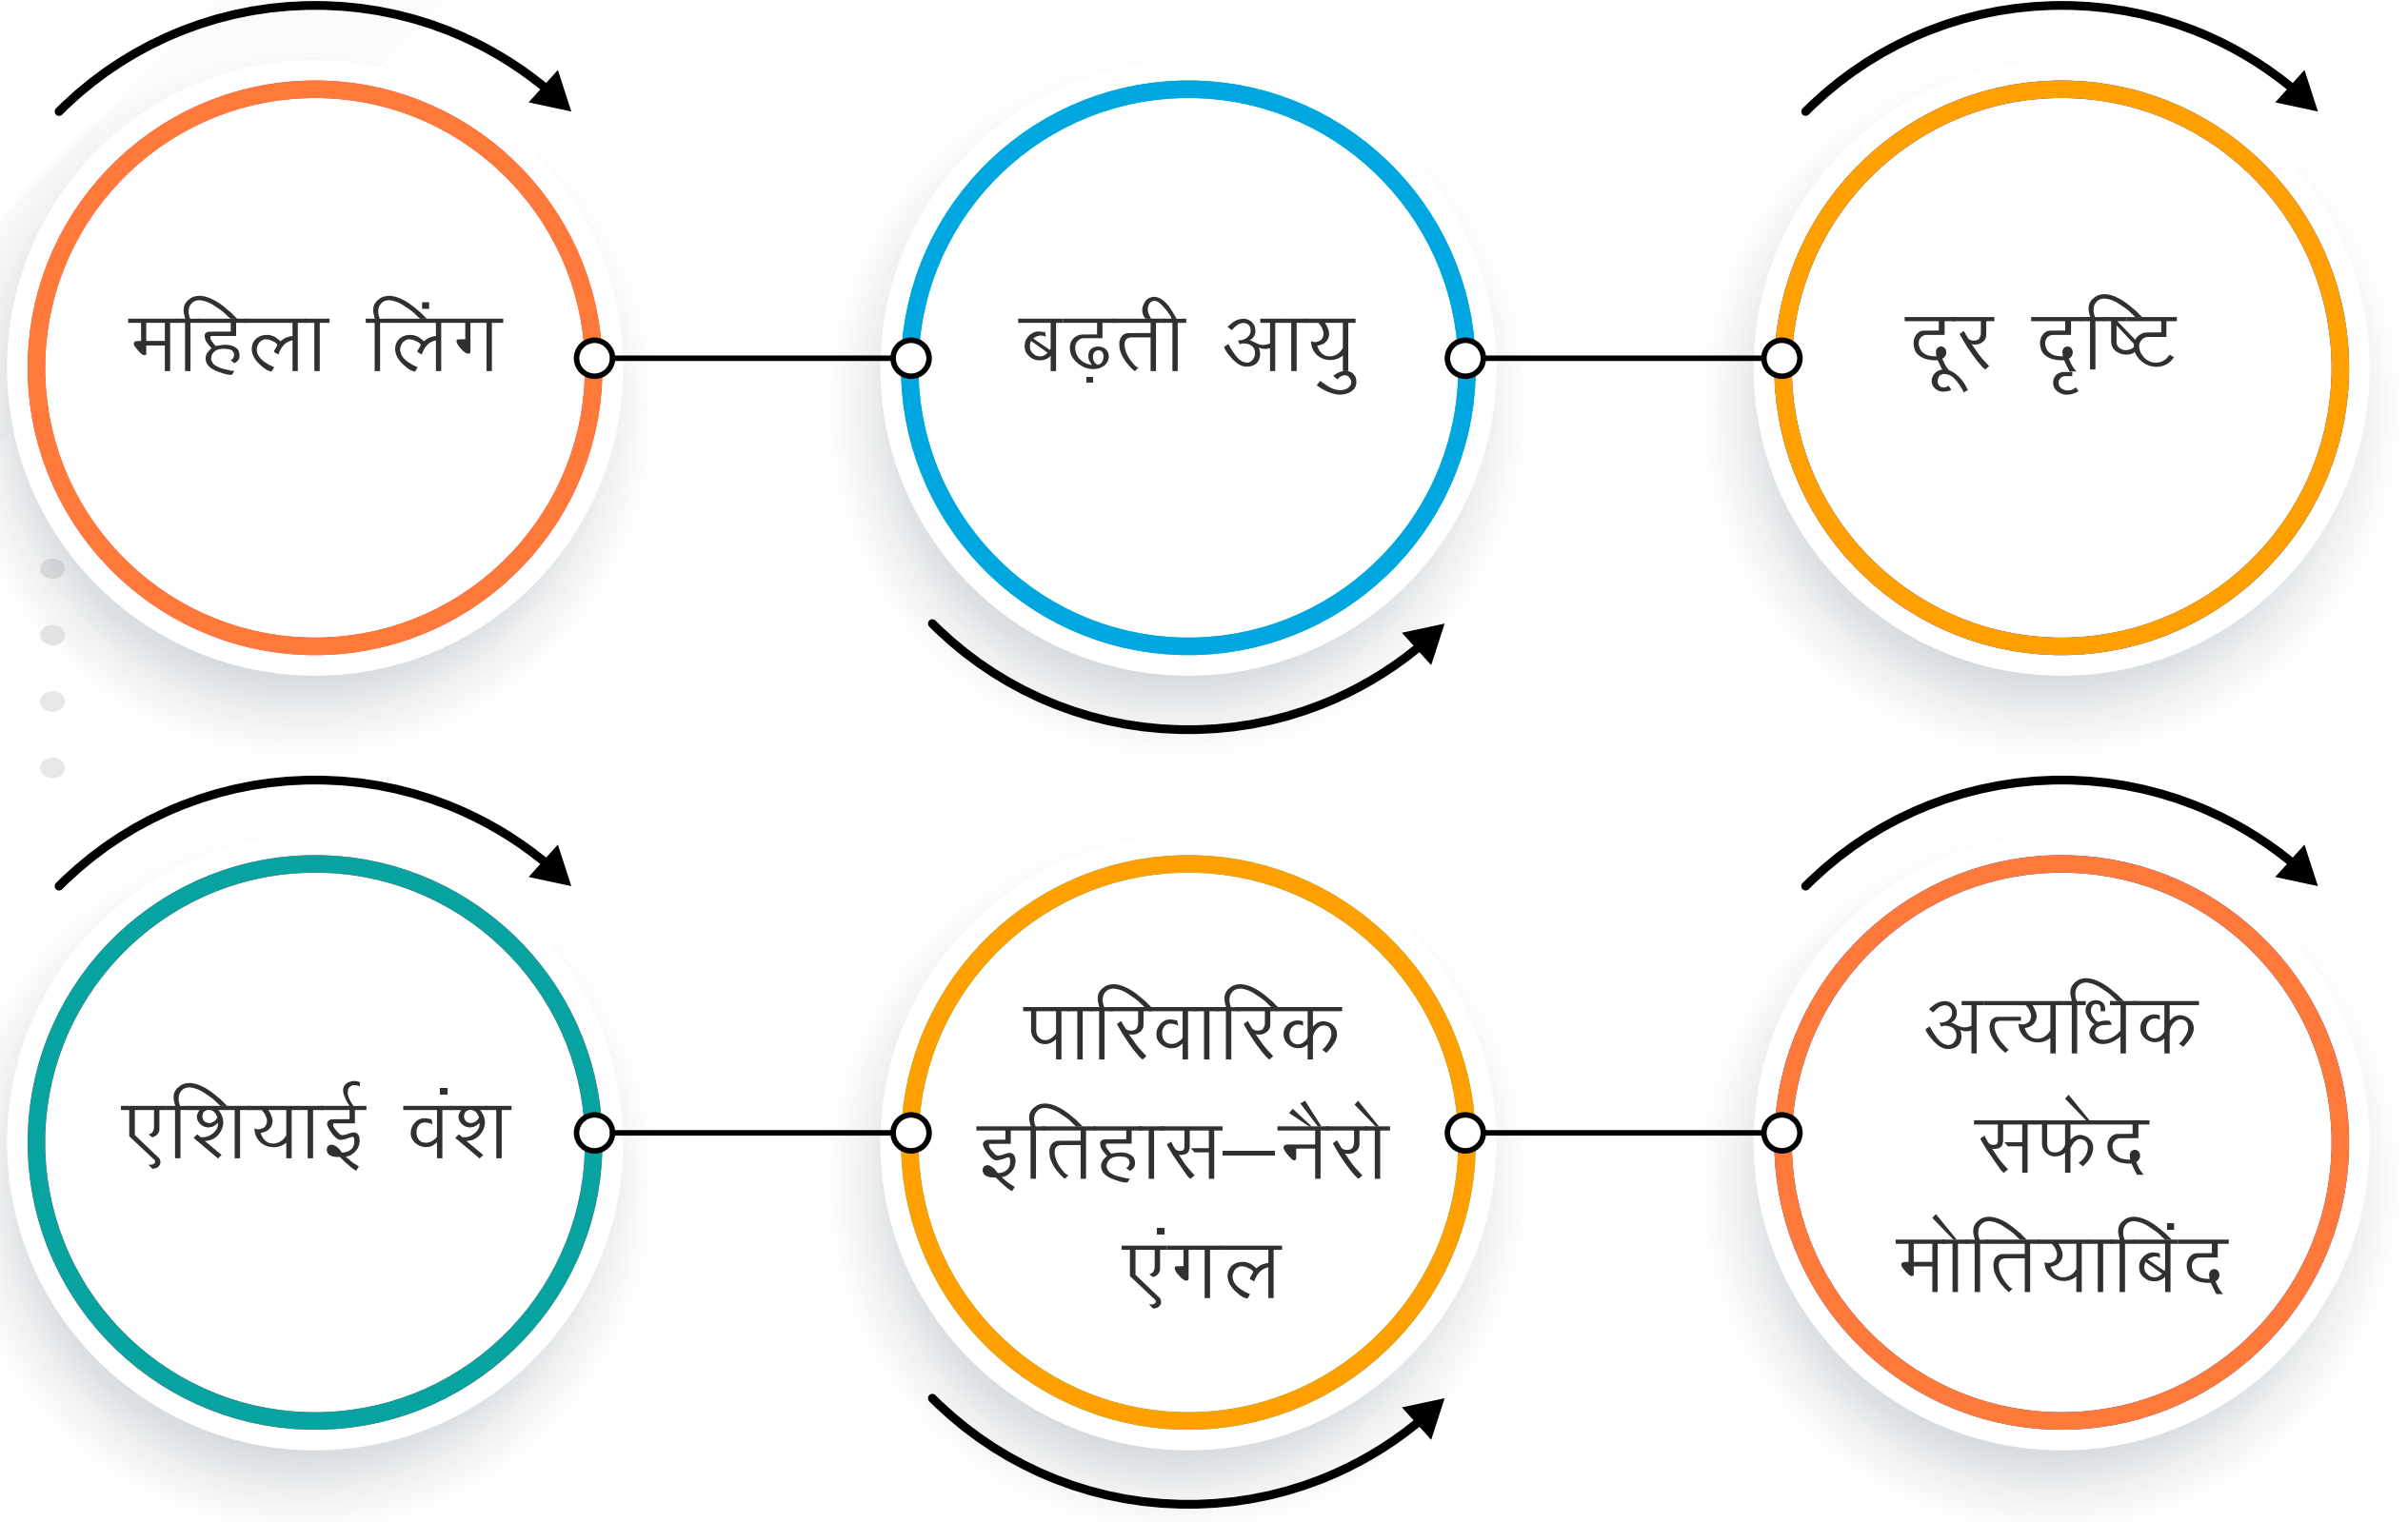 महिला लिंग
बढ़ती आयु
दूर दृष्टि
एशियाई वंश
पारिवारिक
इतिहास–नैरो
एंगल
अत्यधिक
सफेद
मोतियाबिंद